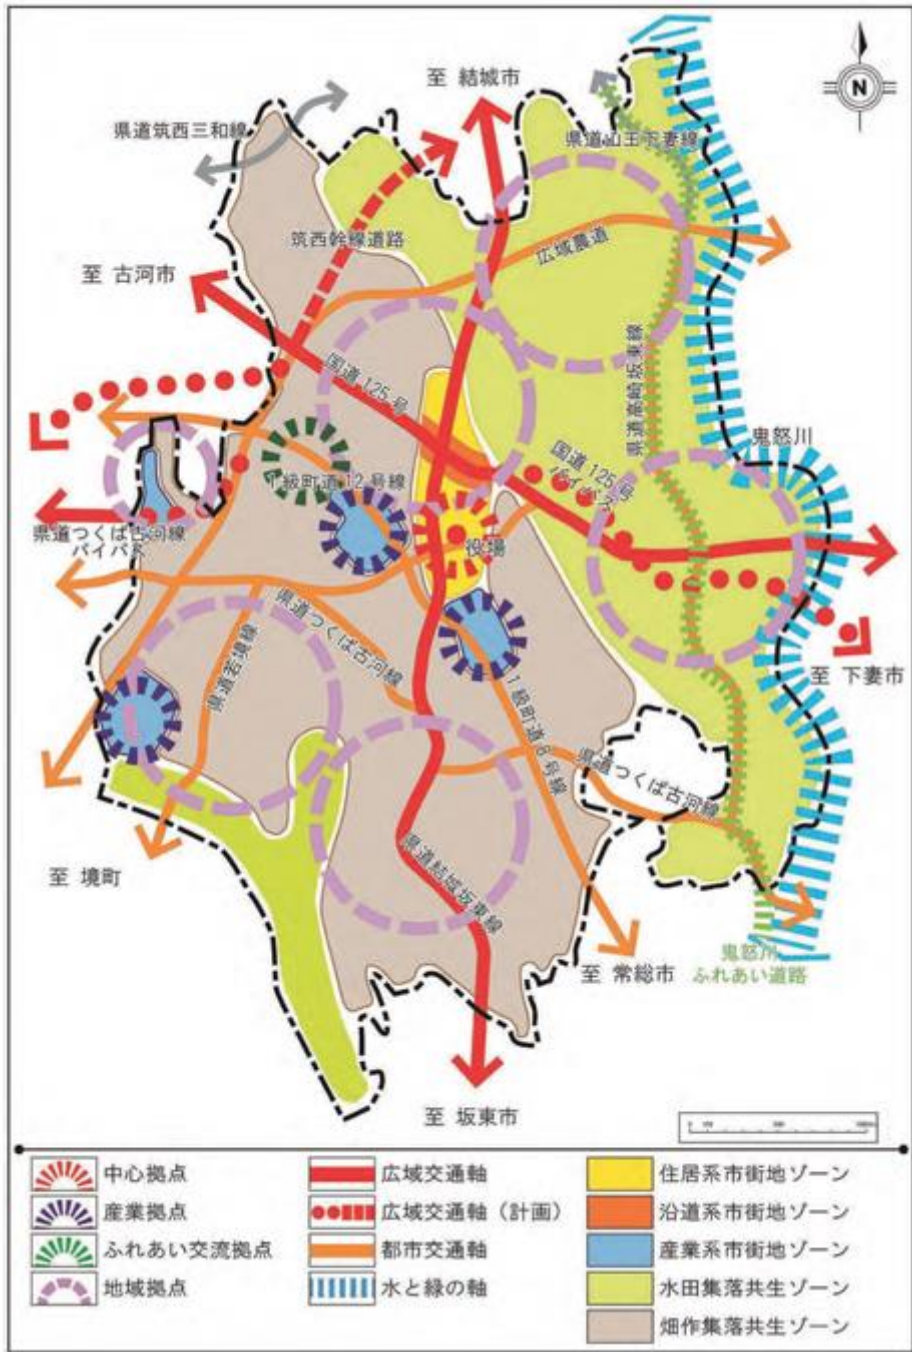 至 結城市
N
県道筑西三和線
県道山王下妻線
筑西幹線道路
広域農道
至 古河市
国道125号
県道高崎坂東線
鬼怒川
国道125号
バイパス
1級町道12号線
役場
県道つくば古河線
バイパス
県道つくば古河線
県道若境線
1級町道8号線
至 下妻市
県道つくば古河線
県道結城坂東線
至 境町
至 常総市
鬼怒川
ふれあい道路
至 坂東市
中心拠点
広域交通軸
住居系市街地ゾーン
産業拠点
広域交通軸（計画）
沿道系市街地ゾーン
ふれあい交流拠点
都市交通軸
産業系市街地ゾーン
地域拠点
水と緑の軸
水田集落共生ゾーン
畑作集落共生ゾーン